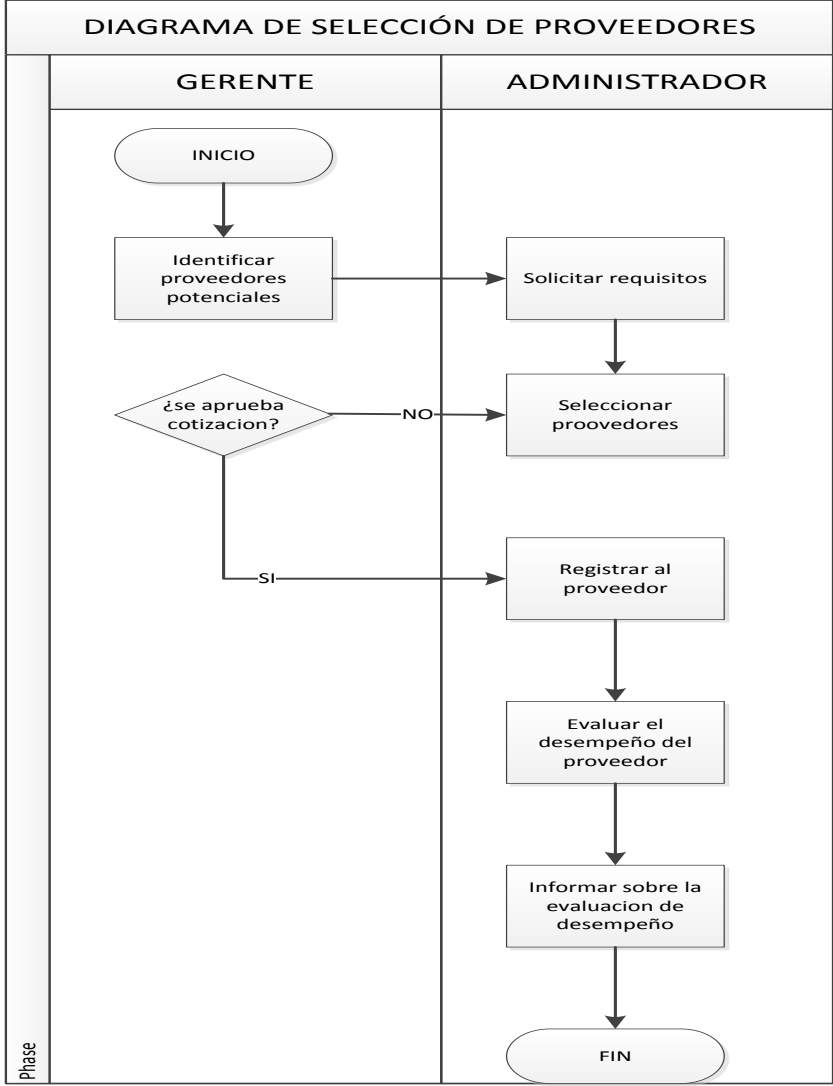 DIAGRAMA DE SELECCIÓN DE PROVEEDORES
GERENTE
ADMINISTRADOR
INICIO
Identificar
proveedores
potenciales
Solicitar requisitos
¿se aprueba
cotizacion?
NO
Seleccionar
proovedores
SI
Registrar al
proveedor
Evaluar el
desempeño del
proveedor
Informar sobre la
evaluacion de
desempeño
FIN
Phase